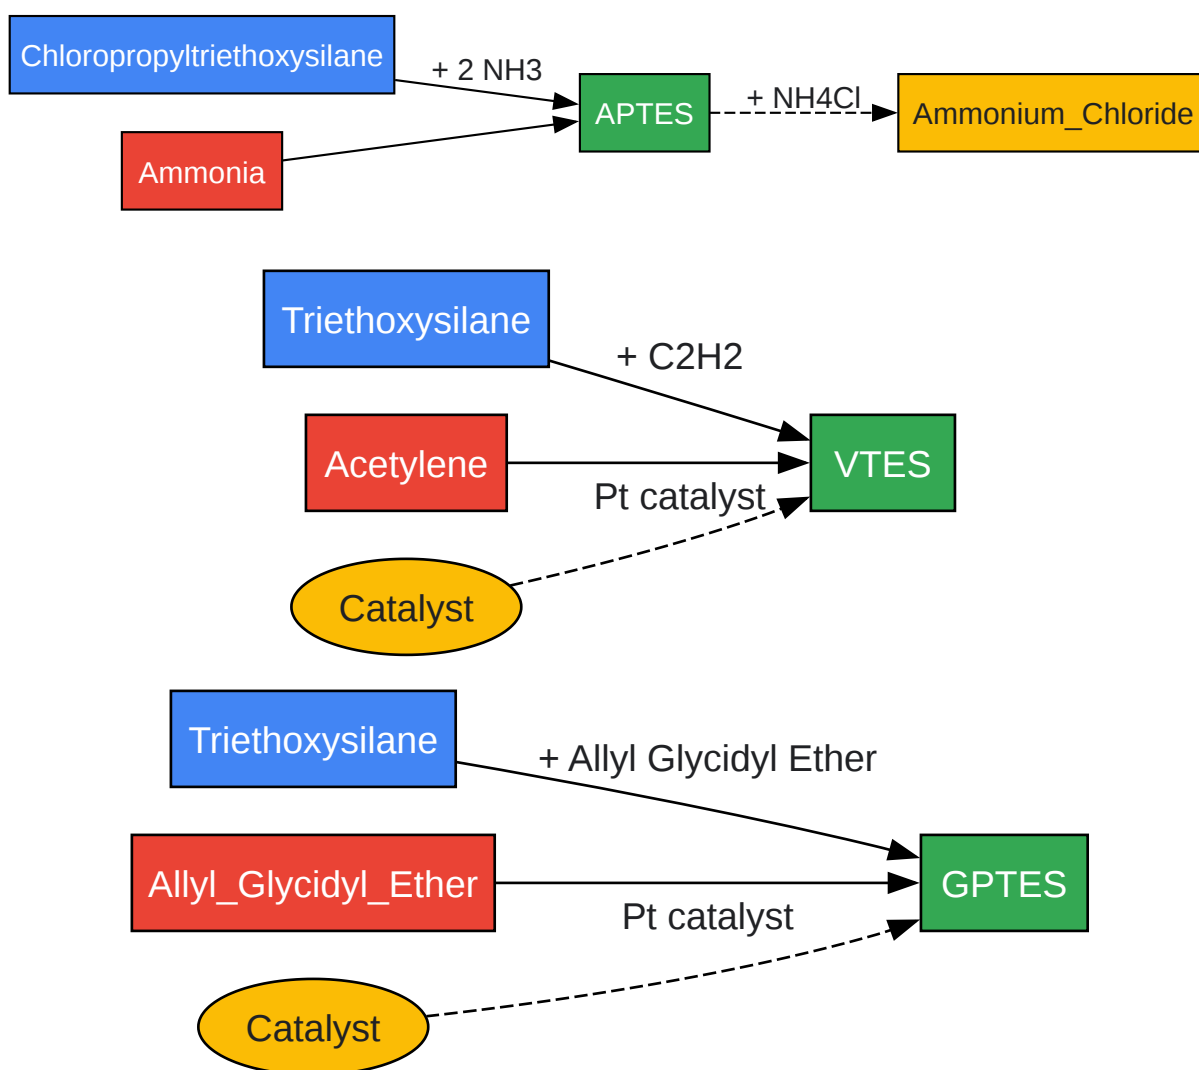 Chloropropyltriethoxysilane
+ 2 NH3
Ammonia
APTES
+ NH4Cl
Ammonium_Chloride
Triethoxysilane
+ C2H2
Acetylene
VTES
Pt catalyst
Catalyst
Triethoxysilane
+ Allyl Glycidyl Ether
Allyl_Glycidyl_Ether
GPTES
Pt catalyst
Catalyst